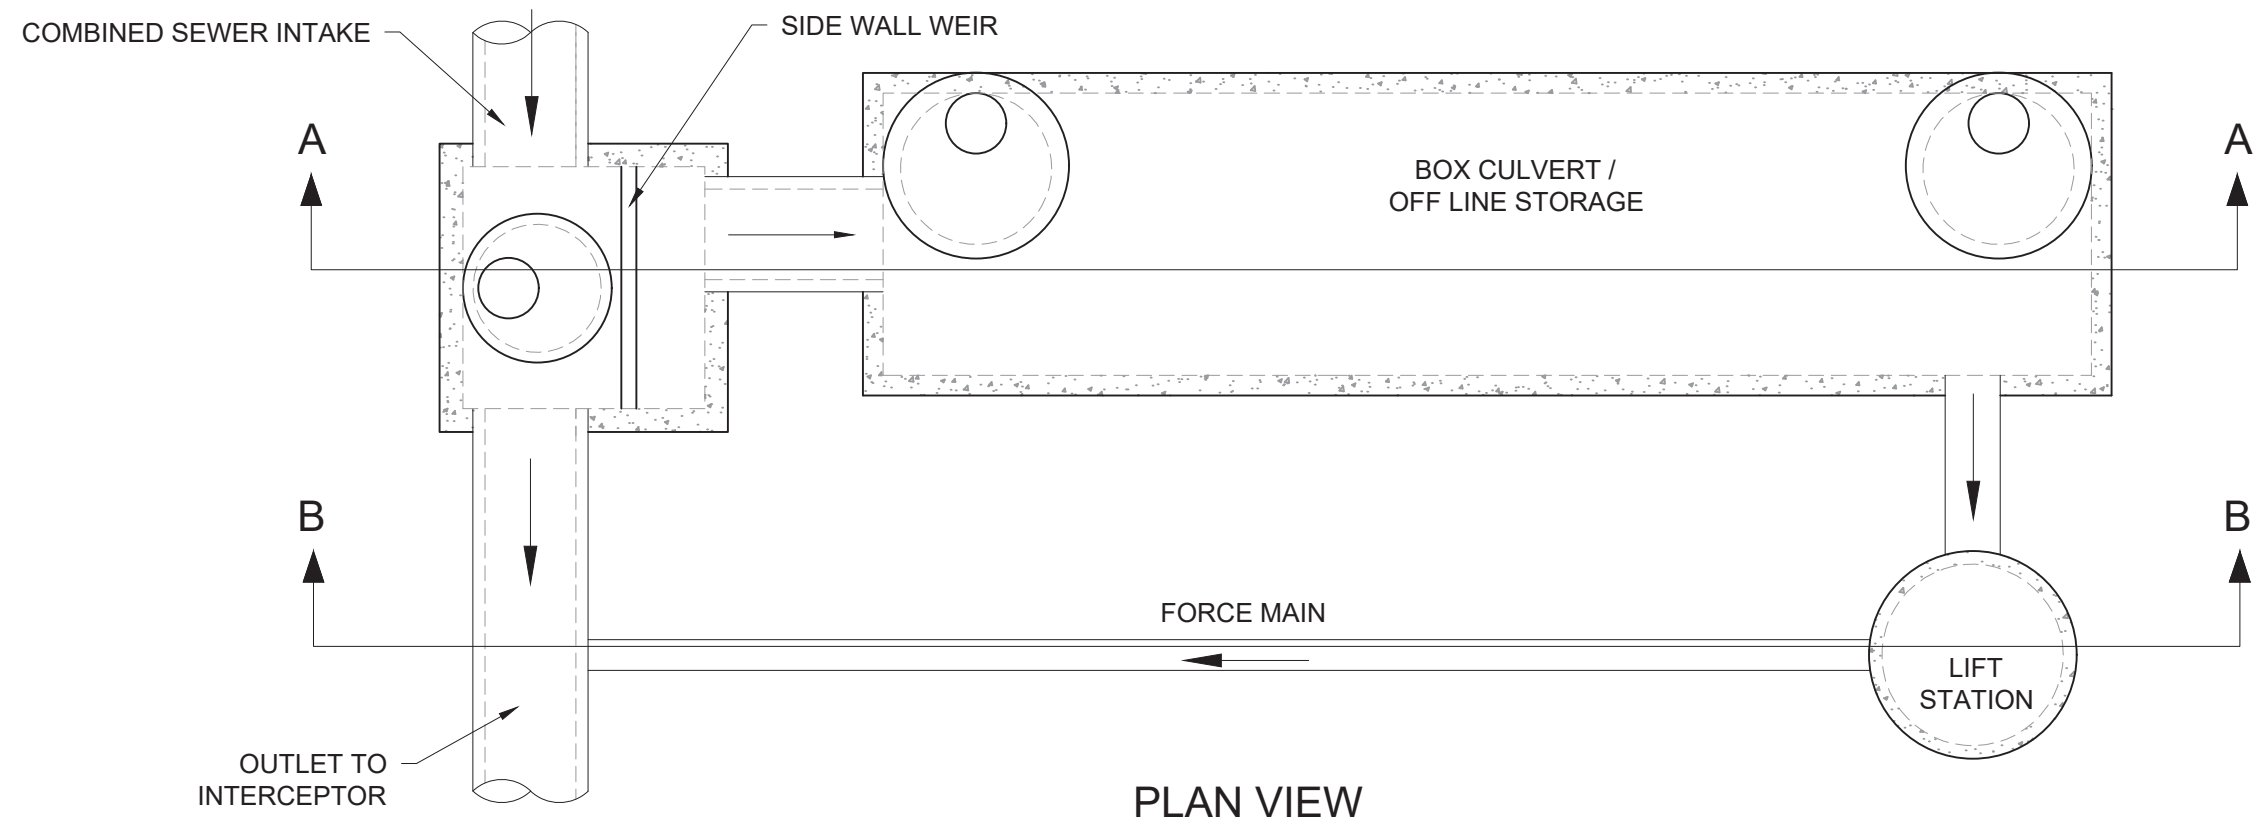 COMBINED SEWER INTAKE
SIDE WALL WEIR
A
A
BOX CULVERT /
OFF LINE STORAGE
B
B
FORCE MAIN
LIFT
STATION
OUTLET TO
INTERCEPTOR
PLAN VIEW